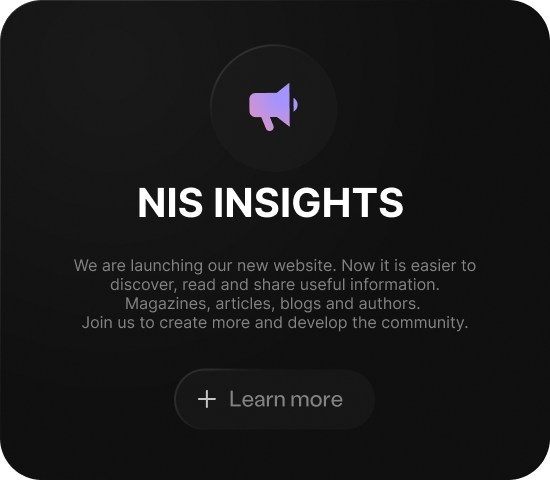 NIS INSIGHTS
We are launching our new website. Now it is easier to
discover, read and share useful information.
Magazines, articles, blogs and authors.
Join us to create more and develop the community.
Learn more